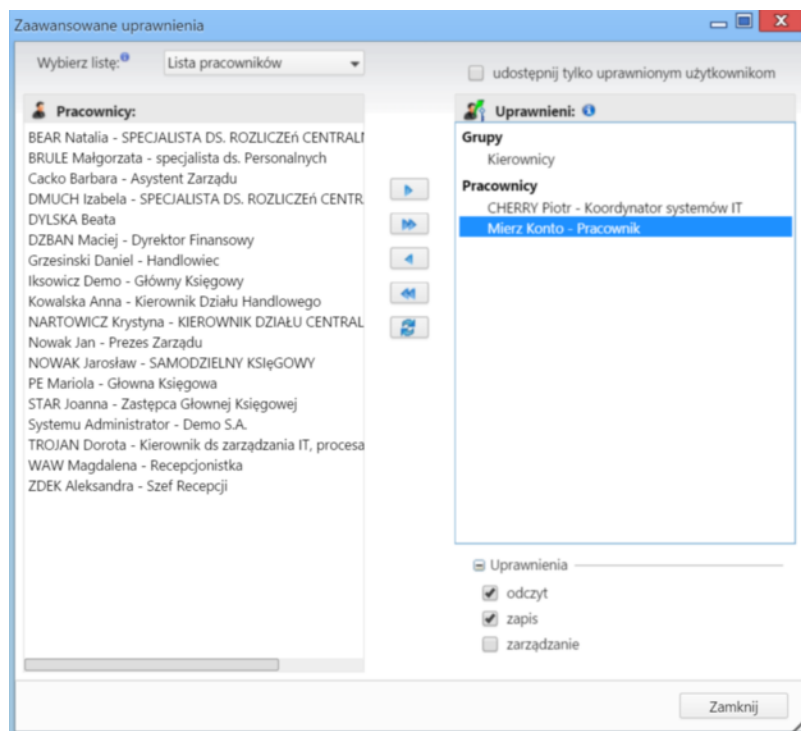 Zaawansowane uprawnienia
Wybierz listę:
Lista pracowników
udostępnij tylko uprawnionym użytkownikom
Pracownicy:
BEAR Natalia - SPECJALISTA DS. ROZLICZEń CENTRALN
BRULE Małgorzata - specjalista ds. Personalnych
Cacko Barbara - Asystent Zarządu
DMUCH Izabela - SPECJALISTA DS. ROZLICZEń CENTR
DYLSKA Beata
DZBAN Maciej - Dyrektor Finansowy
Grzesinski Daniel - Handlowiec
Iksowicz Demo - Główny Księgowy
Kowalska Anna - Kierownik Działu Handlowego
NARTOWICZ Krystyna - KIEROWNIK DZIAŁU CENTRAL
Nowak Jan - Prezes Zarządu
NOWAK Jarosław - SAMODZIELNY KSIęGOWY
PE Mariola - Głowna Księgowa
STAR Joanna - Zastępca Głownej Księgowej
Systemu Administrator - Demo S.A.
TROJAN Dorota - Kierownik ds zarządzania IT, procesa
WAW Magdalena - Recepcjonistka
ZDEK Aleksandra - Szef Recepcji
Uprawnieni:
Grupy
Kierownicy
Pracownicy
CHERRY Piotr - Koordynator systemów IT
Mierz Konto - Pracownik
Uprawnienia
odczyt
zapis
zarządzanie
Zamknij